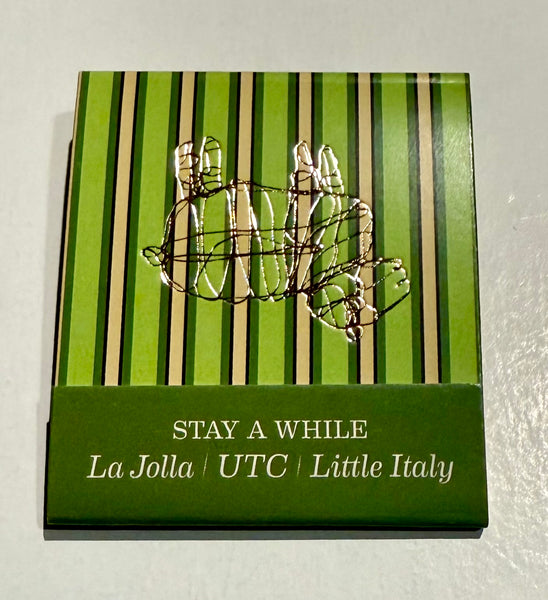 STAY A WHILE
La Jolla | UTC | Little Italy